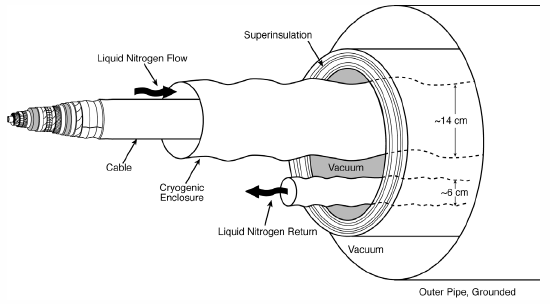 Superinsulation
Liquid Nitrogen Flow
~14 cm
Cable
Vacuum
Cryogenic
Enclosure
~6 cm
Liquid Nitrogen Return
Vacuum
Outer Pipe, Grounded